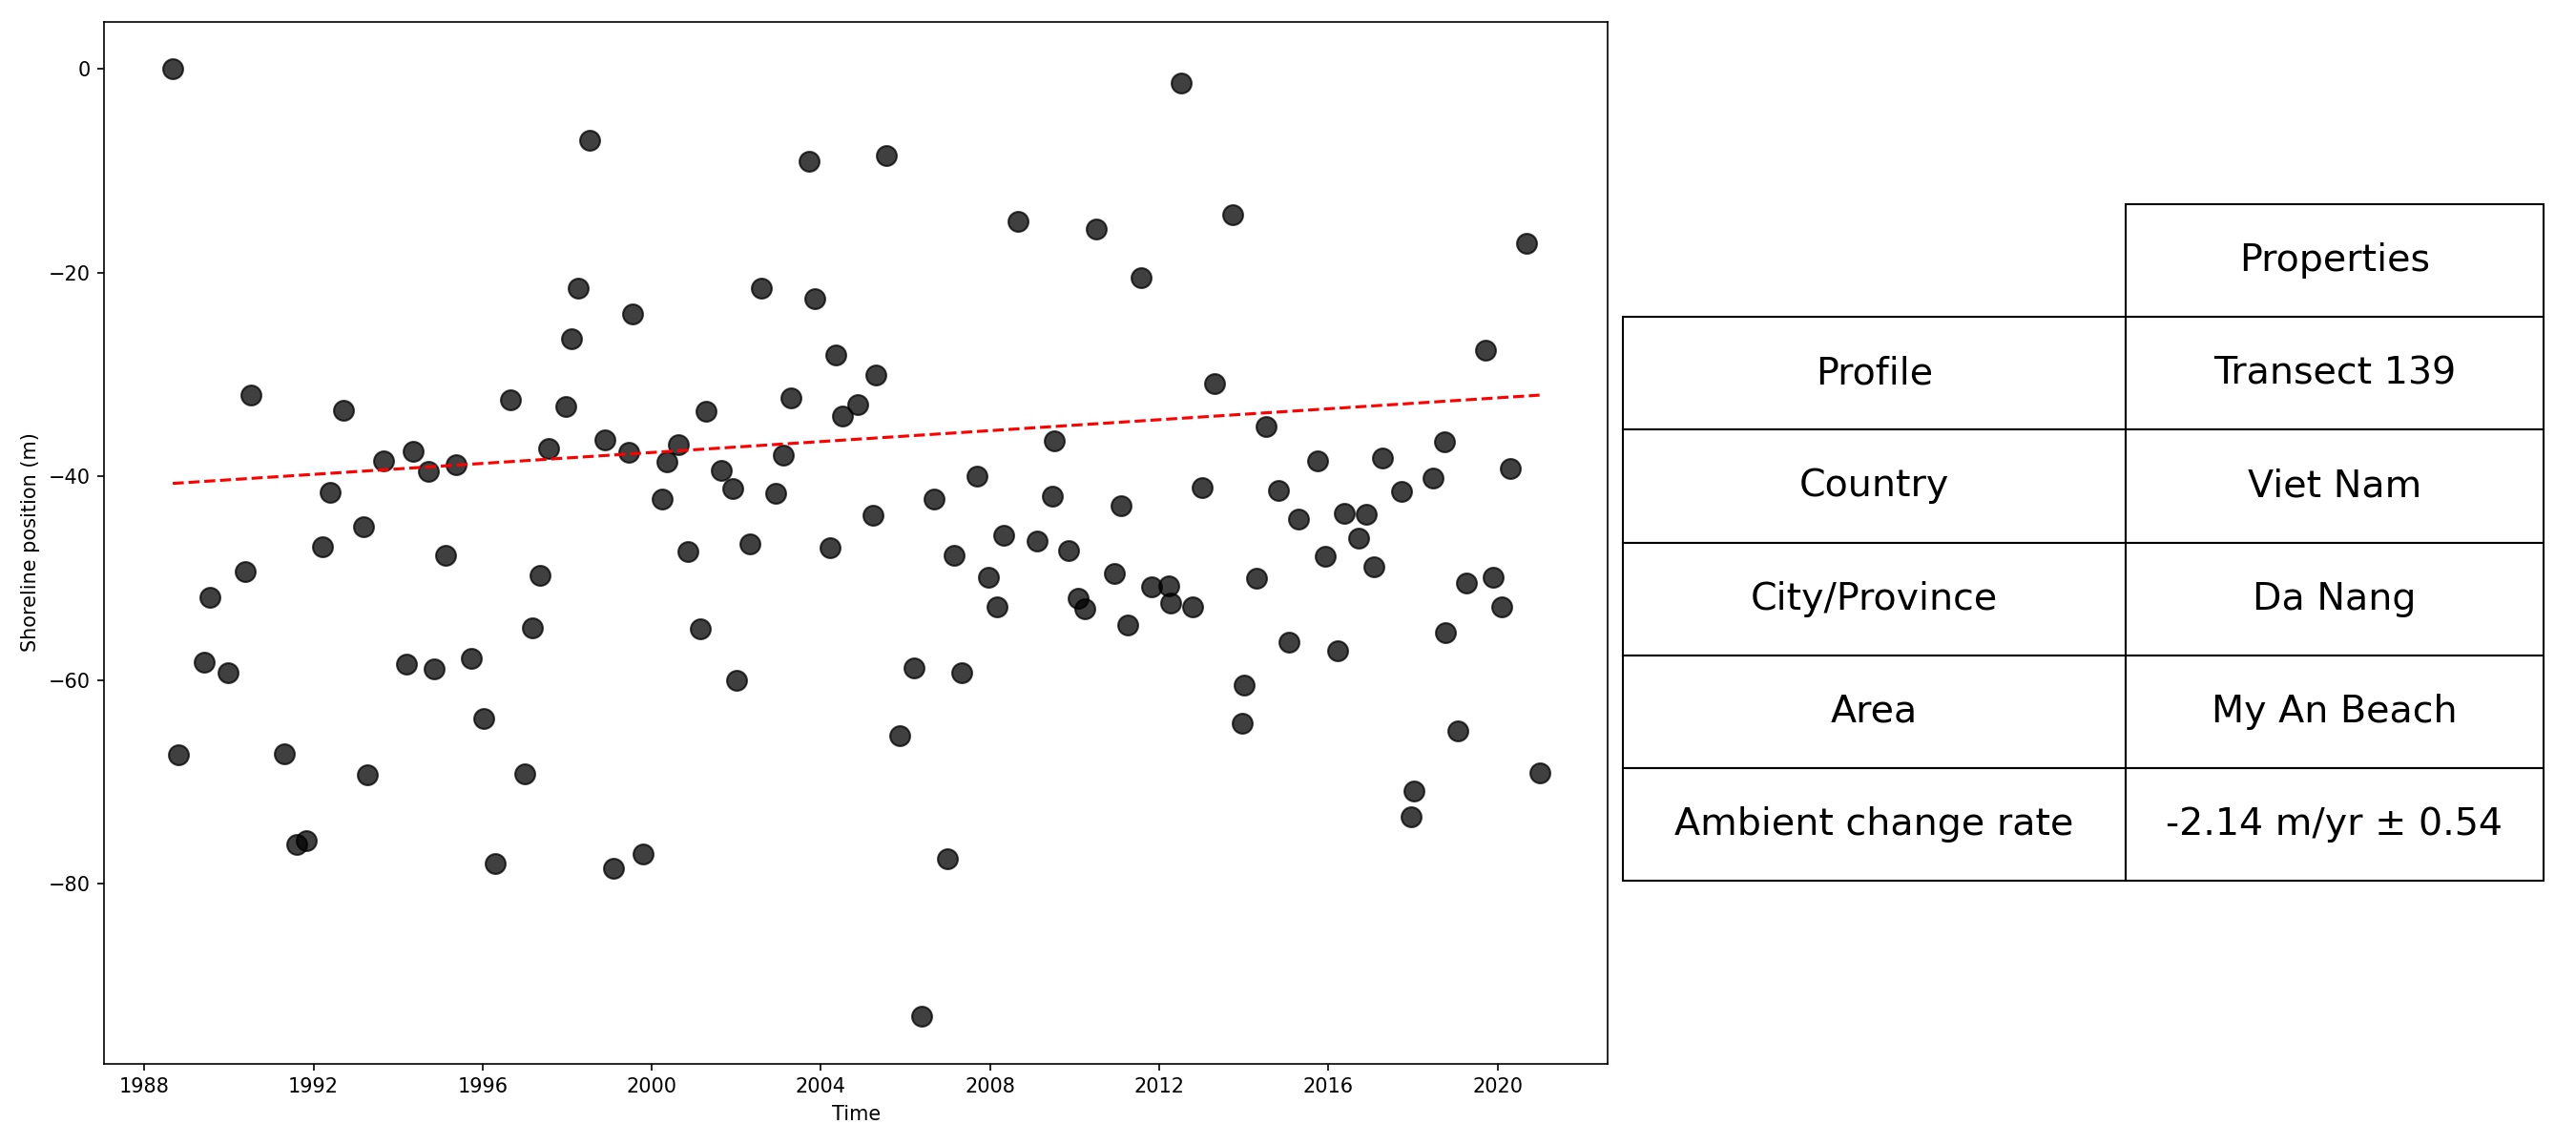 0
−20
−40
−60
−80
Shoreline position (m)
1988 1992 1996 2000 2004 2008 2012 2016 2020
Time
Properties
Profile Transect 139
Country Viet Nam
City/Province Da Nang
Area My An Beach
Ambient change rate -2.14 m/yr ± 0.54